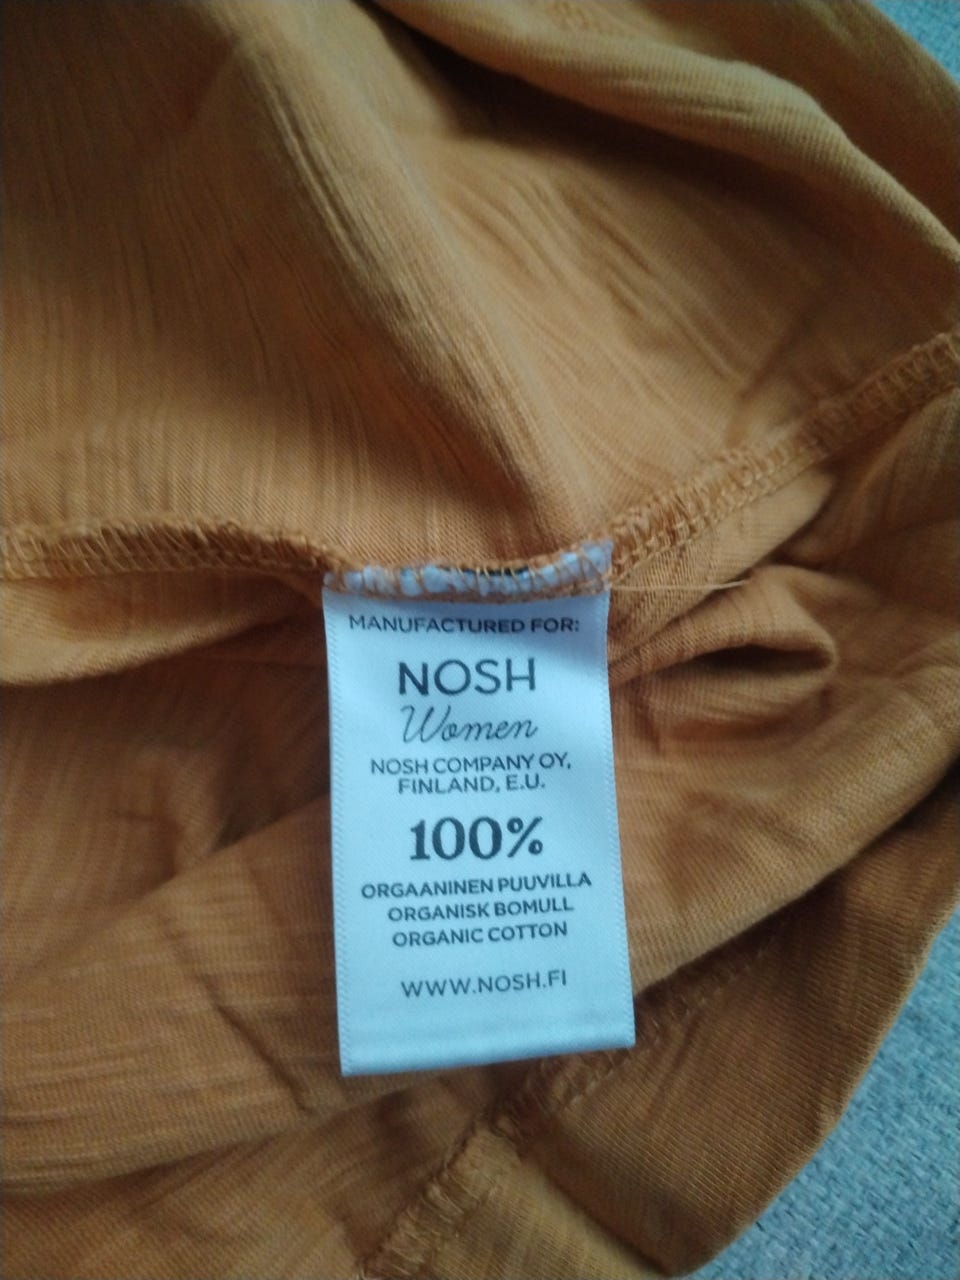 MANUFACTURED FOR:
NOSH
Women
NOSH COMPANY OY,
FINLAND, E.U.
100%
ORGAANINEN PUUVILLA
ORGANISK BOMULL
ORGANIC COTTON
WWW.NOSH.FI